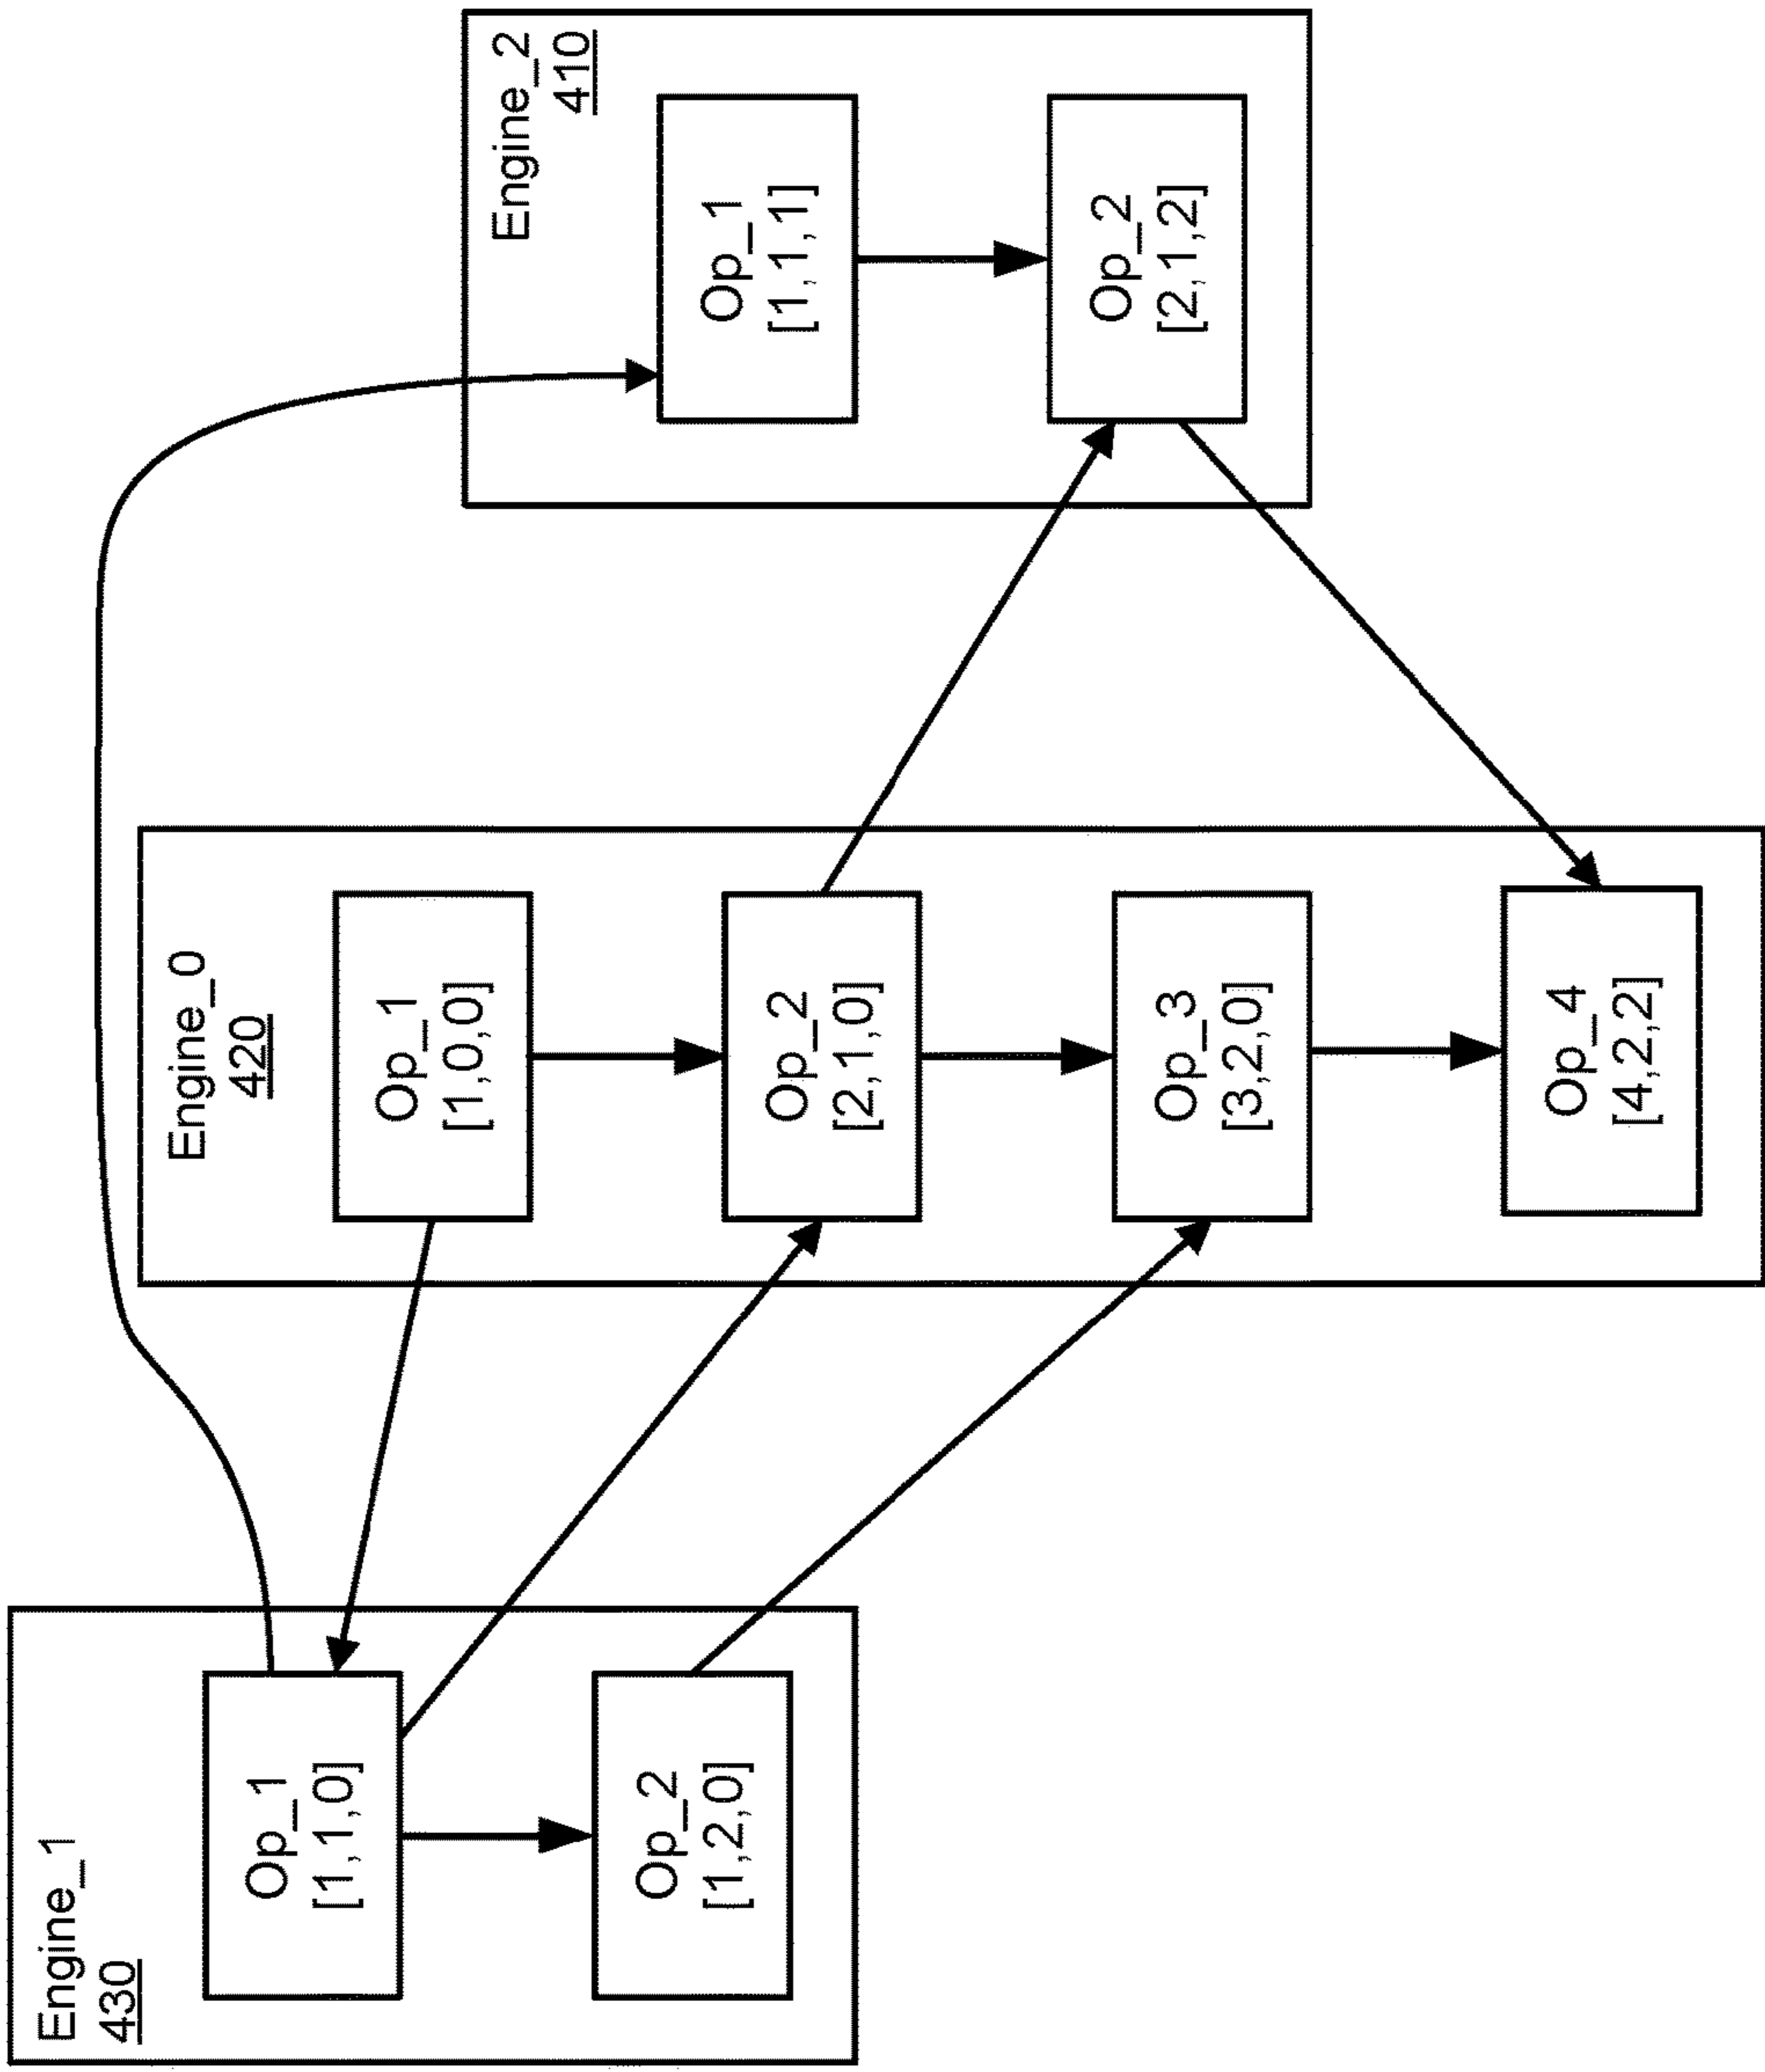 Engine_1
430
Op_1
[1,1,0]
Op_2
[1,2,0]
Engine_0
420
Op_1
[1,0,0]
Op_2
[2,1,0]
Op_3
[3,2,0]
Op_4
[4,2,2]
Engine_2
410
Op_1
[1,1,1]
Op_2
[2,1,2]